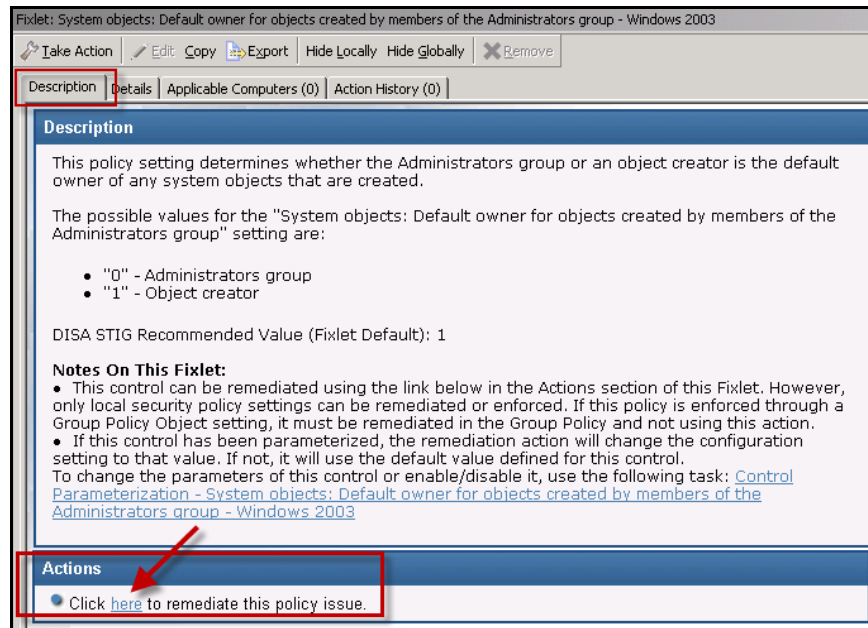 Fixlet: System objects: Default owner for objects created by members of the Administrators group - Windows 2003
Take Action Edit Copy Export Hide Locally Hide Globally Remove
Description Details Applicable Computers (0) Action History (0)
Description
This policy setting determines whether the Administrators group or an object creator is the default
owner of any system objects that are created.
The possible values for the "System objects: Default owner for objects created by members of the
Administrators group" setting are:
• "0" - Administrators group
• "1" - Object creator
DISA STIG Recommended Value (Fixlet Default): 1
Notes On This Fixlet:
• This control can be remediated using the link below in the Actions section of this Fixlet. However,
only local security policy settings can be remediated or enforced. If this policy is enforced through a
Group Policy Object setting, it must be remediated in the Group Policy and not using this action.
• If this control has been parameterized, the remediation action will change the configuration
setting to that value. If not, it will use the default value defined for this control.
To change the parameters of this control or enable/disable it, use the following task: Control
Parameterization - System objects: Default owner for objects created by members of the
Administrators group - Windows 2003
Actions
Click here to remediate this policy issue.